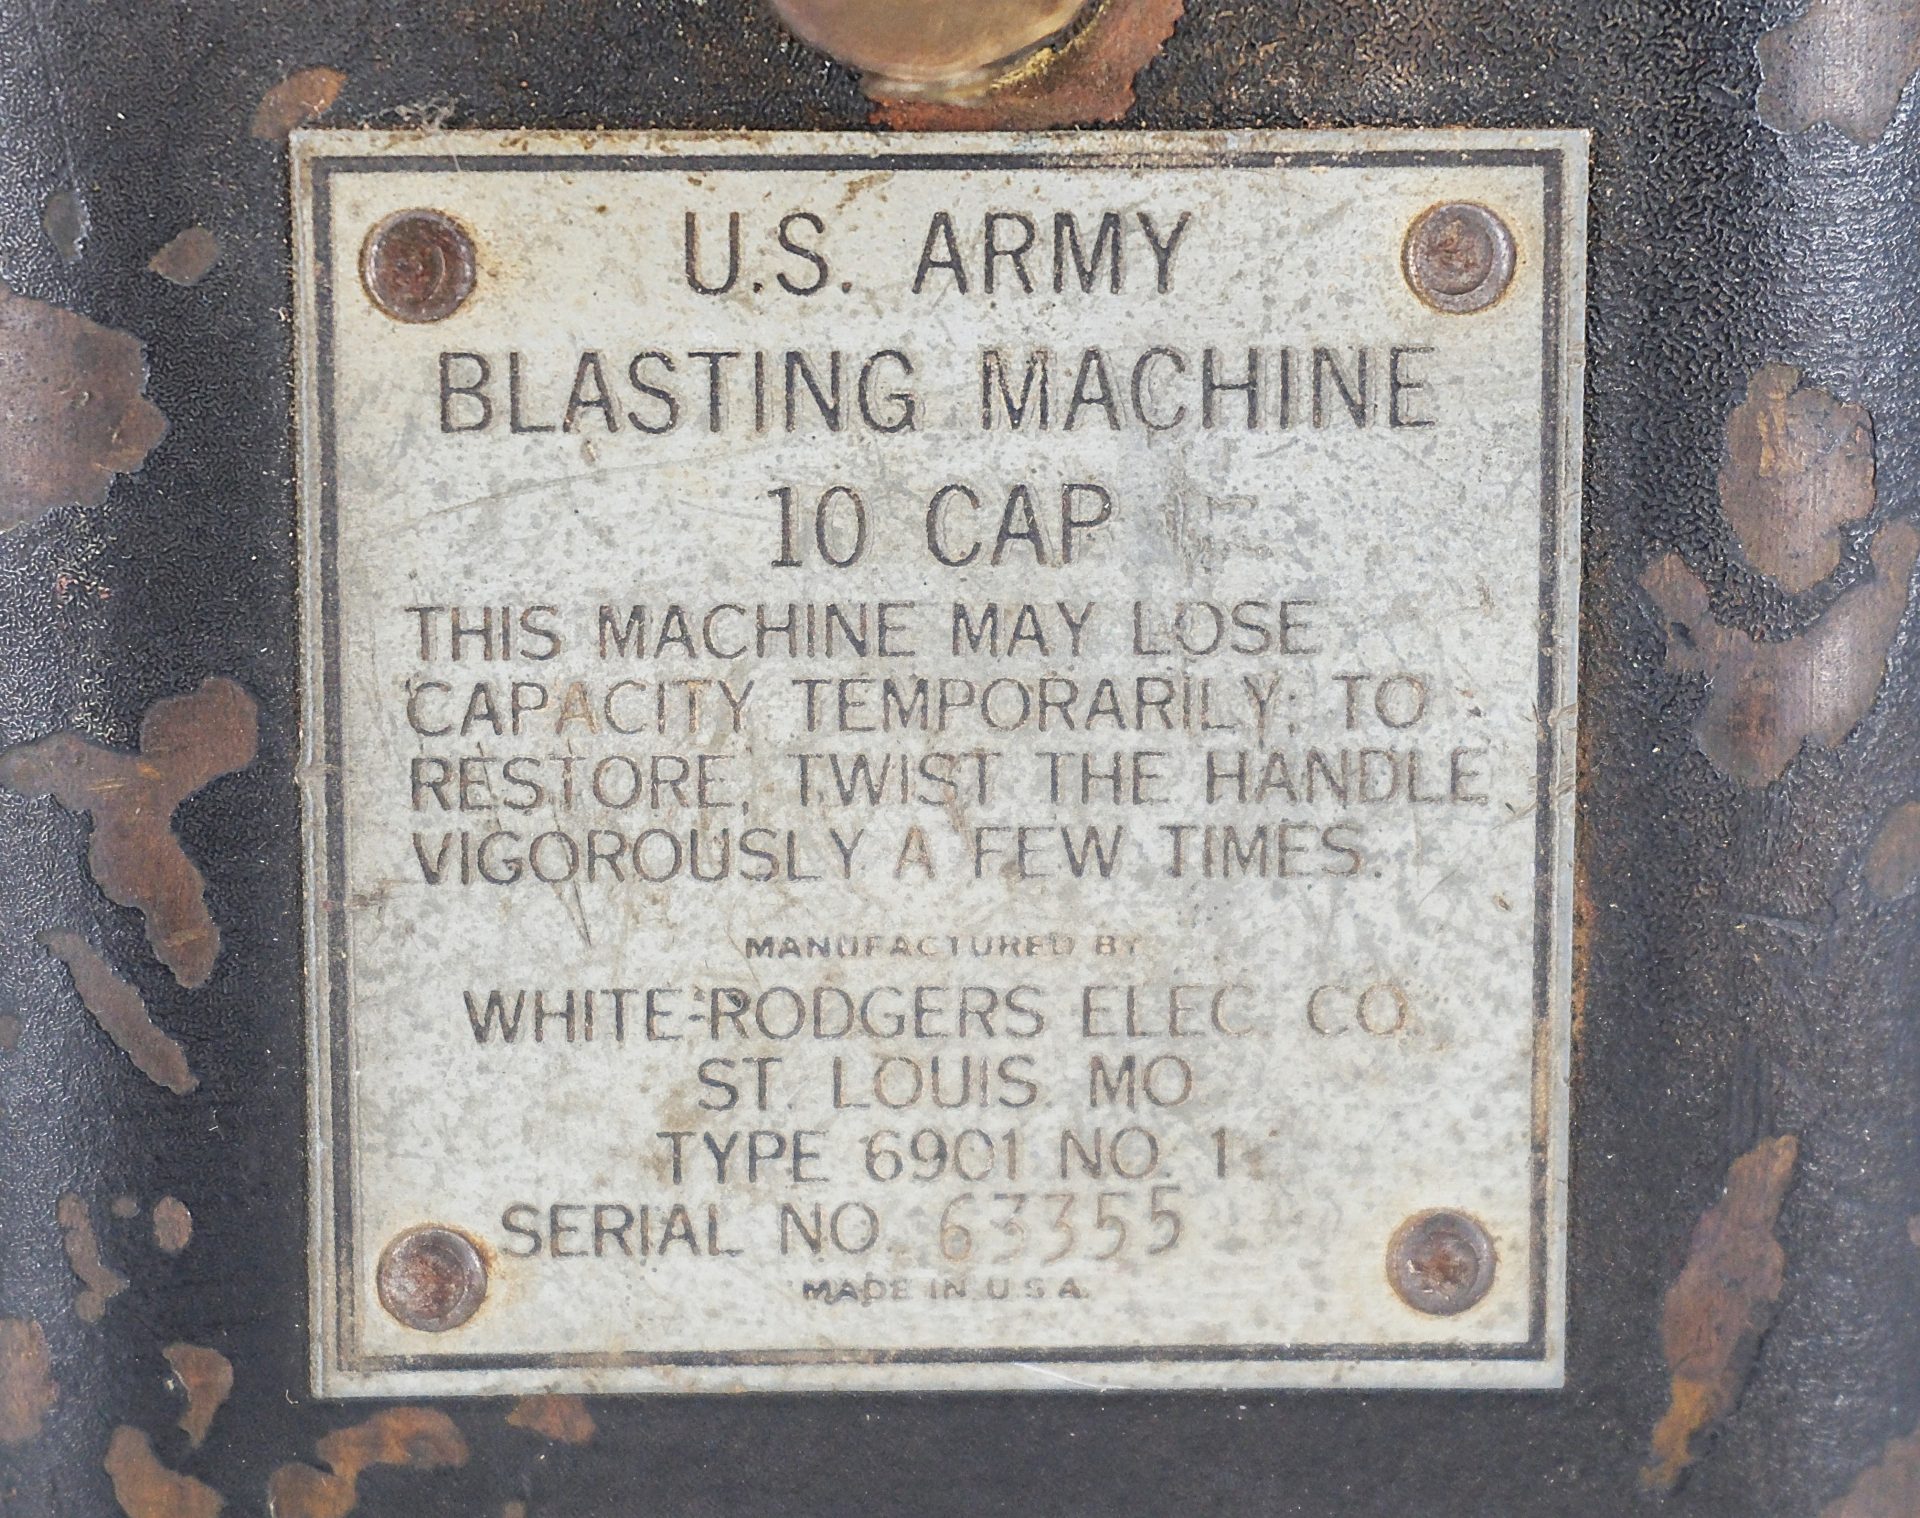 U.S. ARMY
BLASTING MACHINE
10 CAP
THIS MACHINE MAY LOSE
CAPACITY TEMPORARILY; TO
RESTORE, TWIST THE HANDLE
VIGOROUSLY A FEW TIMES.
MANUFACTURED BY
WHITE-RODGERS ELEC. CO.
ST. LOUIS. MO
TYPE 6901 NO. 1
SERIAL NO. 63355
MADE IN U.S.A.